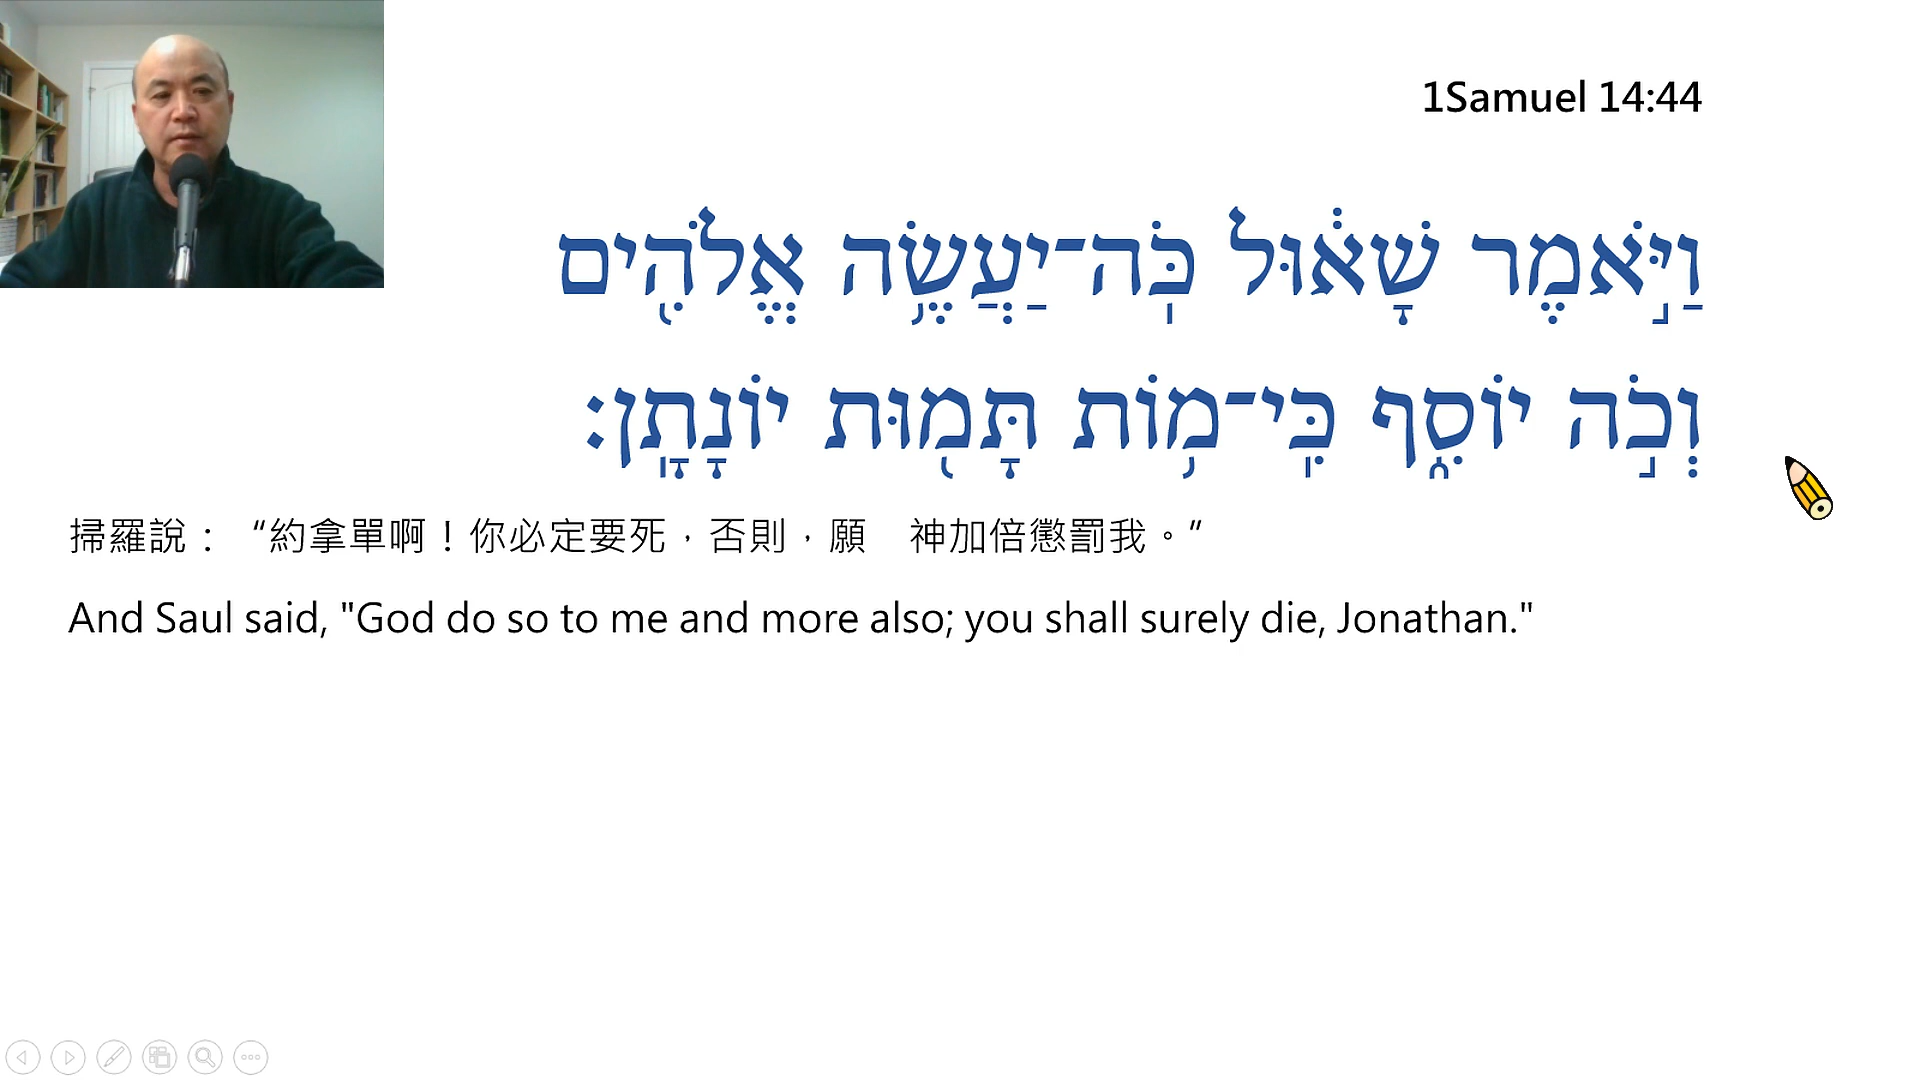 1Samuel 14:44
וַיֹּ֣אמֶר שָׁא֔וּל כֹּֽה־יַעֲשֶׂ֥ה אֱלֹהִ֖ים
וְכֹ֣ה יוֹסִ֑ף כִּֽי־מ֥וֹת תָּמ֖וּת יוֹנָתָֽן׃
掃羅說：“約拿單啊！你必定要死，否則，願　神加倍懲罰我。”
And Saul said, "God do so to me and more also; you shall surely die, Jonathan."